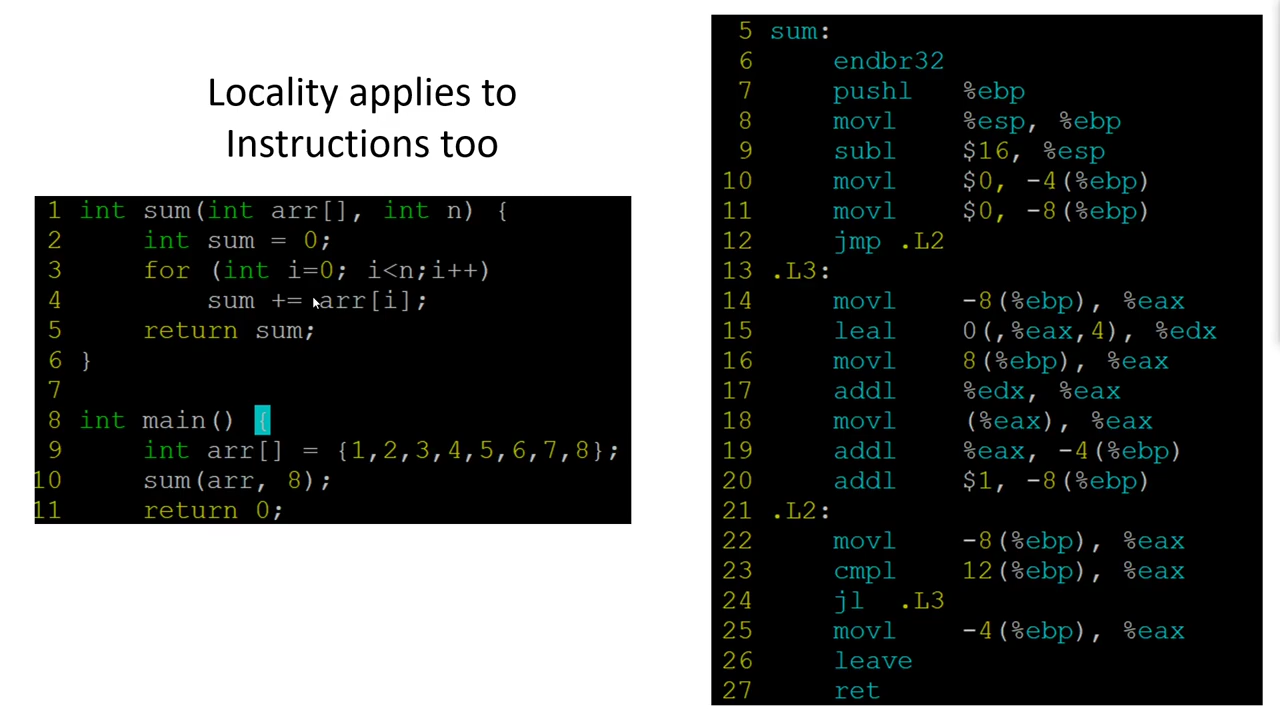 Locality applies to
Instructions too
1 int sum(int arr[], int n) {
2     int sum = 0;
3     for (int i=0; i<n;i++)
4         sum += arr[i];
5     return sum;
6 }
7
8 int main() {
9     int arr[] = {1,2,3,4,5,6,7,8};
10     sum(arr, 8);
11     return 0;
5 sum:
6     endbr32
7     pushl   %ebp
8     movl    %esp, %ebp
9     subl    $16, %esp
10     movl    $0, -4(%ebp)
11     movl    $0, -8(%ebp)
12     jmp .L2
13 .L3:
14     movl    -8(%ebp), %eax
15     leal    0(,%eax,4), %edx
16     movl    8(%ebp), %eax
17     addl    %edx, %eax
18     movl    (%eax), %eax
19     addl    %eax, -4(%ebp)
20     addl    $1, -8(%ebp)
21 .L2:
22     movl    -8(%ebp), %eax
23     cmpl    12(%ebp), %eax
24     jl  .L3
25     movl    -4(%ebp), %eax
26     leave
27     ret